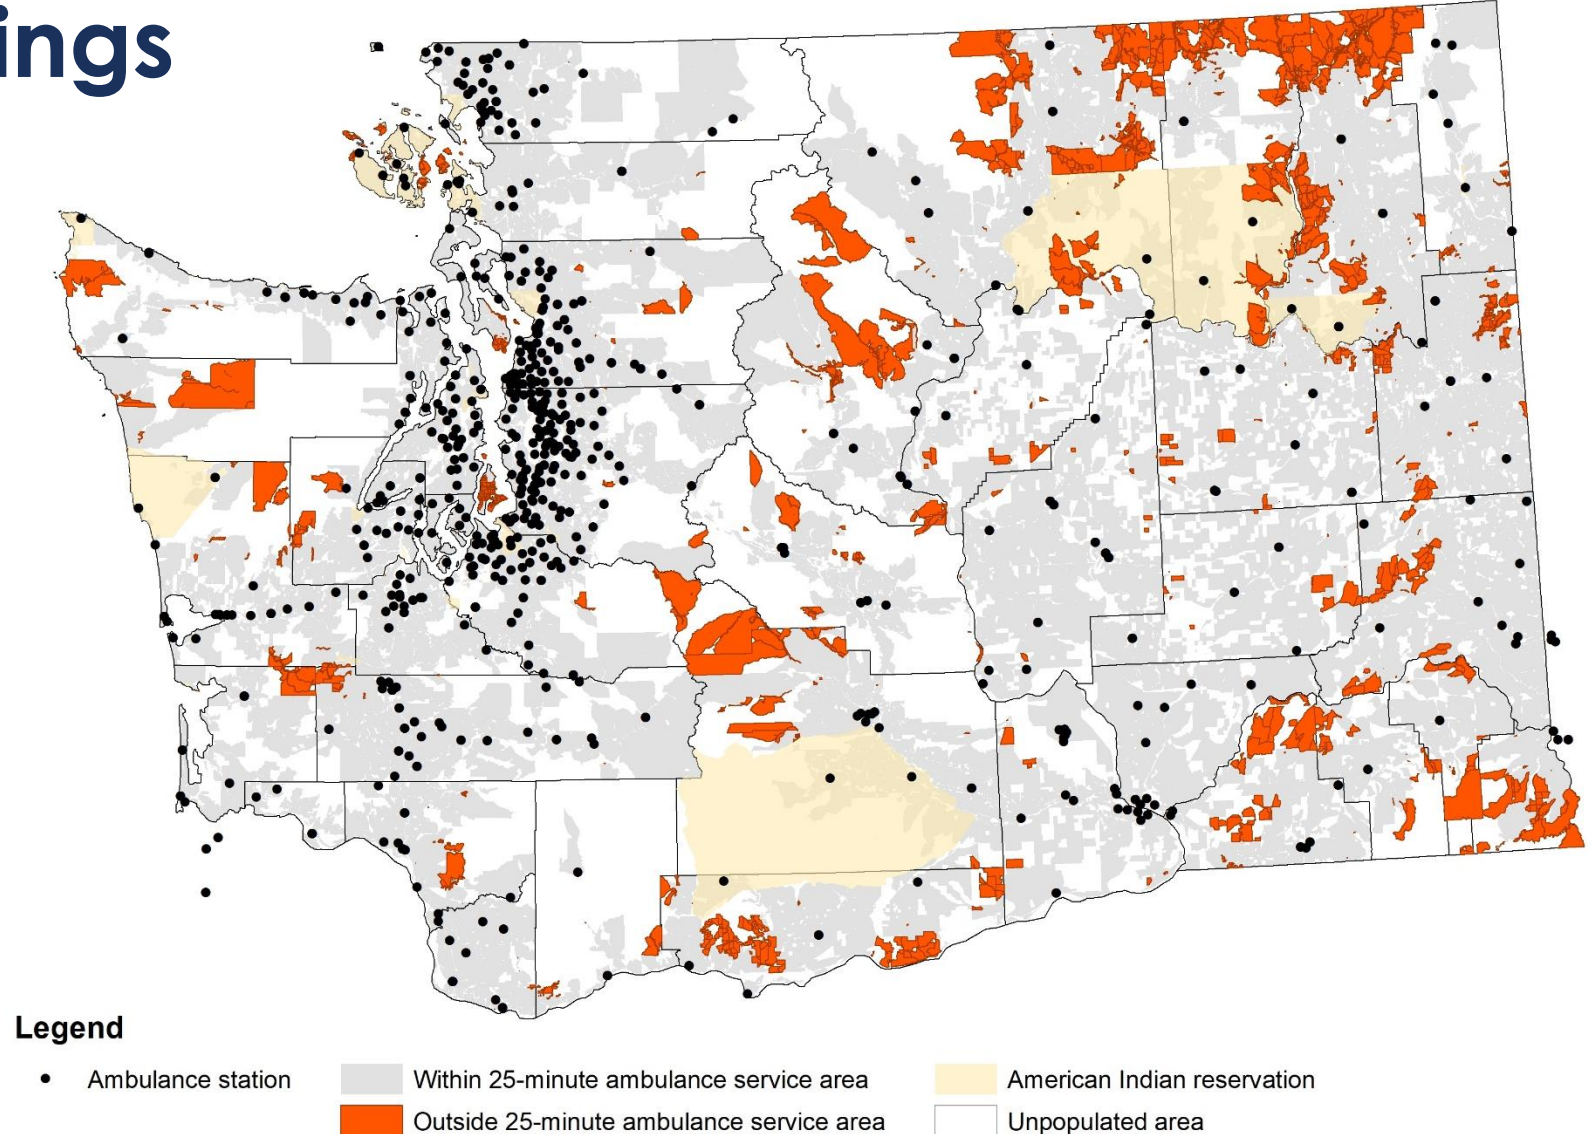 ings
Legend
Ambulance station
Within 25-minute ambulance service area
American Indian reservation
Outside 25-minute ambulance service area
Unpopulated area